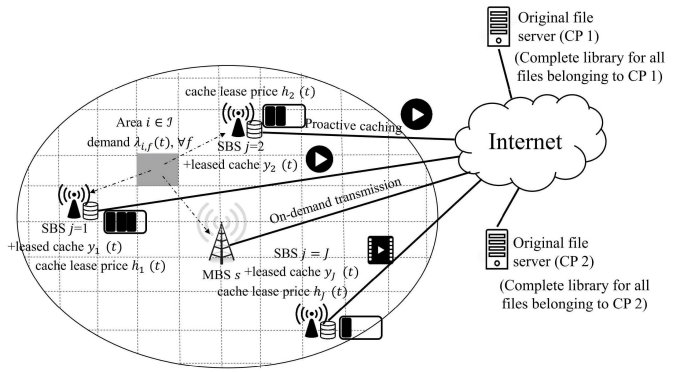 Original file
server (CP 1)
(Complete library for all
files belonging to CP 1)
cache lease price h₂ (t)
Area i ∈ ℐ
demand λᵢ,f(t), ∀f
SBS j=2
+leased cache y₂ (t)
Proactive caching
Internet
On-demand transmission
SBS j=1
+leased cache y₁ (t)
cache lease price h₁ (t)
MBS s
SBS j = J
+leased cache y_J (t)
cache lease price h_J(t)
Original file
server (CP 2)
(Complete library for all
files belonging to CP 2)